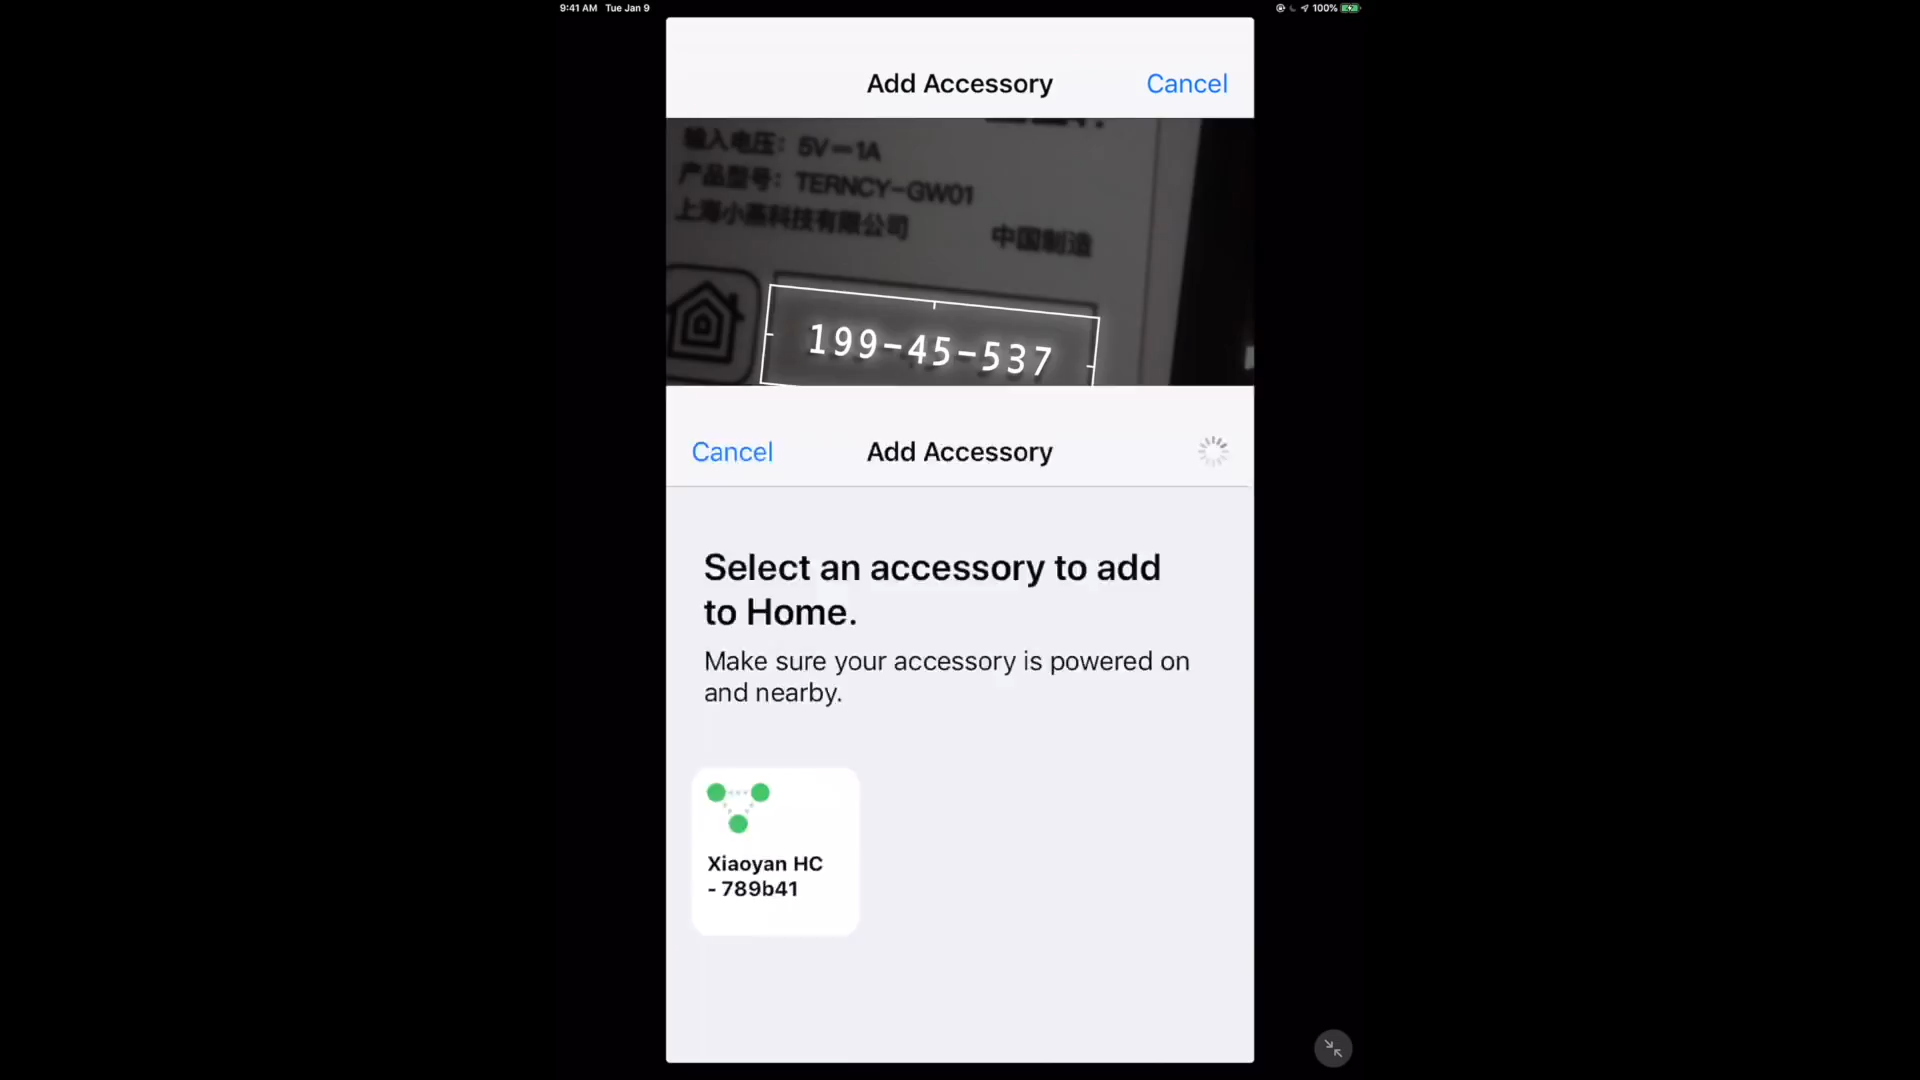 9:41 AM Tue Jan 9
100%
Add Accessory
Cancel
输入电压: 5V⎓1A
产品型号: TERNCY-GW01
上海小燕科技有限公司
中国制造
199-45-537
Cancel
Add Accessory
Select an accessory to add
to Home.
Make sure your accessory is powered on
and nearby.
Xiaoyan HC
- 789b41